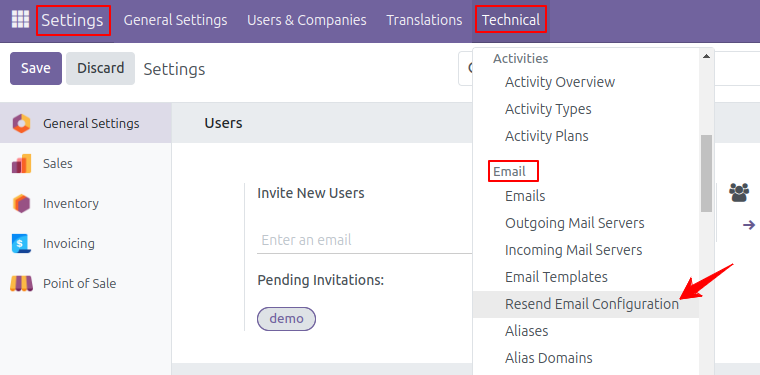 Settings General Settings Users & Companies Translations Technical
Save Discard Settings
Activities
Activity Overview
Activity Types
Activity Plans
Email
Emails
Outgoing Mail Servers
Incoming Mail Servers
Email Templates
Resend Email Configuration
Aliases
Alias Domains
General Settings
Sales
Inventory
Invoicing
Point of Sale
Users
Invite New Users
Enter an email
Pending Invitations:
demo